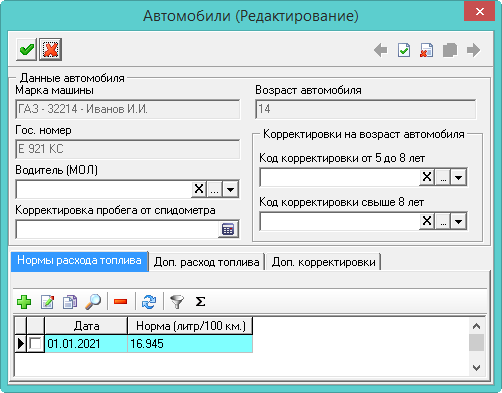 Автомобили (Редактирование)
Данные автомобиля
Марка машины
ГАЗ - 32214 - Иванов И.И.
Возраст автомобиля
14
Гос. номер
Е 921 КС
Корректировки на возраст автомобиля
Код корректировки от 5 до 8 лет
X ...
Водитель (МОЛ)
X ...
Код корректировки свыше 8 лет
X ...
Корректировка пробега от спидометра
Нормы расхода топлива
Доп. расход топлива
Доп. корректировки
Σ
Дата
Норма (литр/100 км.)
01.01.2021
16.945